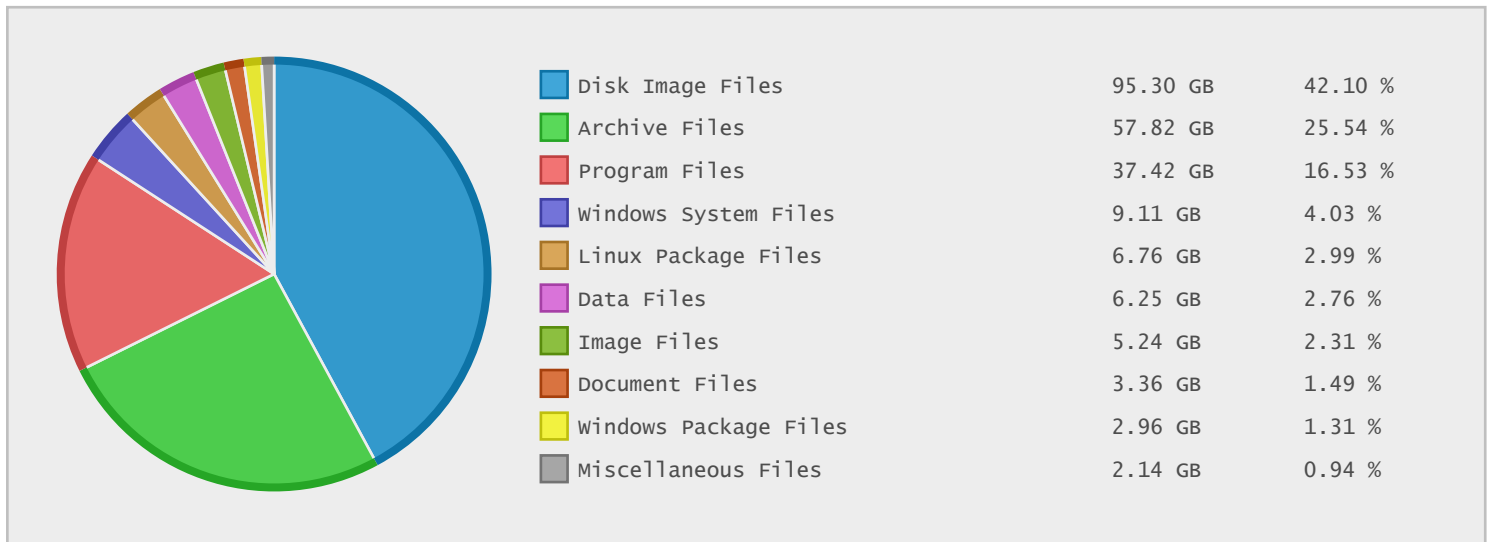 Disk Image Files 95.30 GB 42.10 %
Archive Files 57.82 GB 25.54 %
Program Files 37.42 GB 16.53 %
Windows System Files 9.11 GB 4.03 %
Linux Package Files 6.76 GB 2.99 %
Data Files 6.25 GB 2.76 %
Image Files 5.24 GB 2.31 %
Document Files 3.36 GB 1.49 %
Windows Package Files 2.96 GB 1.31 %
Miscellaneous Files 2.14 GB 0.94 %